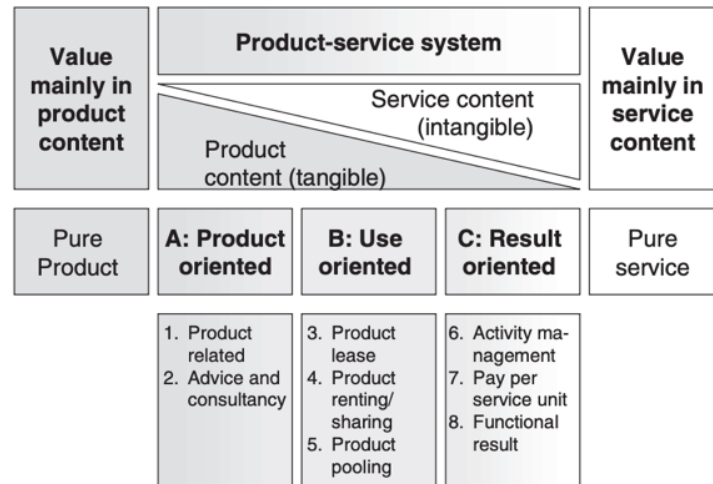 Value
mainly in
product
content
Product-service system
Service content
(intangible)
Product
content (tangible)
Value
mainly in
service
content
Pure
Product
A: Product
oriented
B: Use
oriented
C: Result
oriented
Pure
service
1. Product
related
2. Advice and
consultancy
3. Product
lease
4. Product
renting/
sharing
5. Product
pooling
6. Activity ma-
nagement
7. Pay per
service unit
8. Functional
result